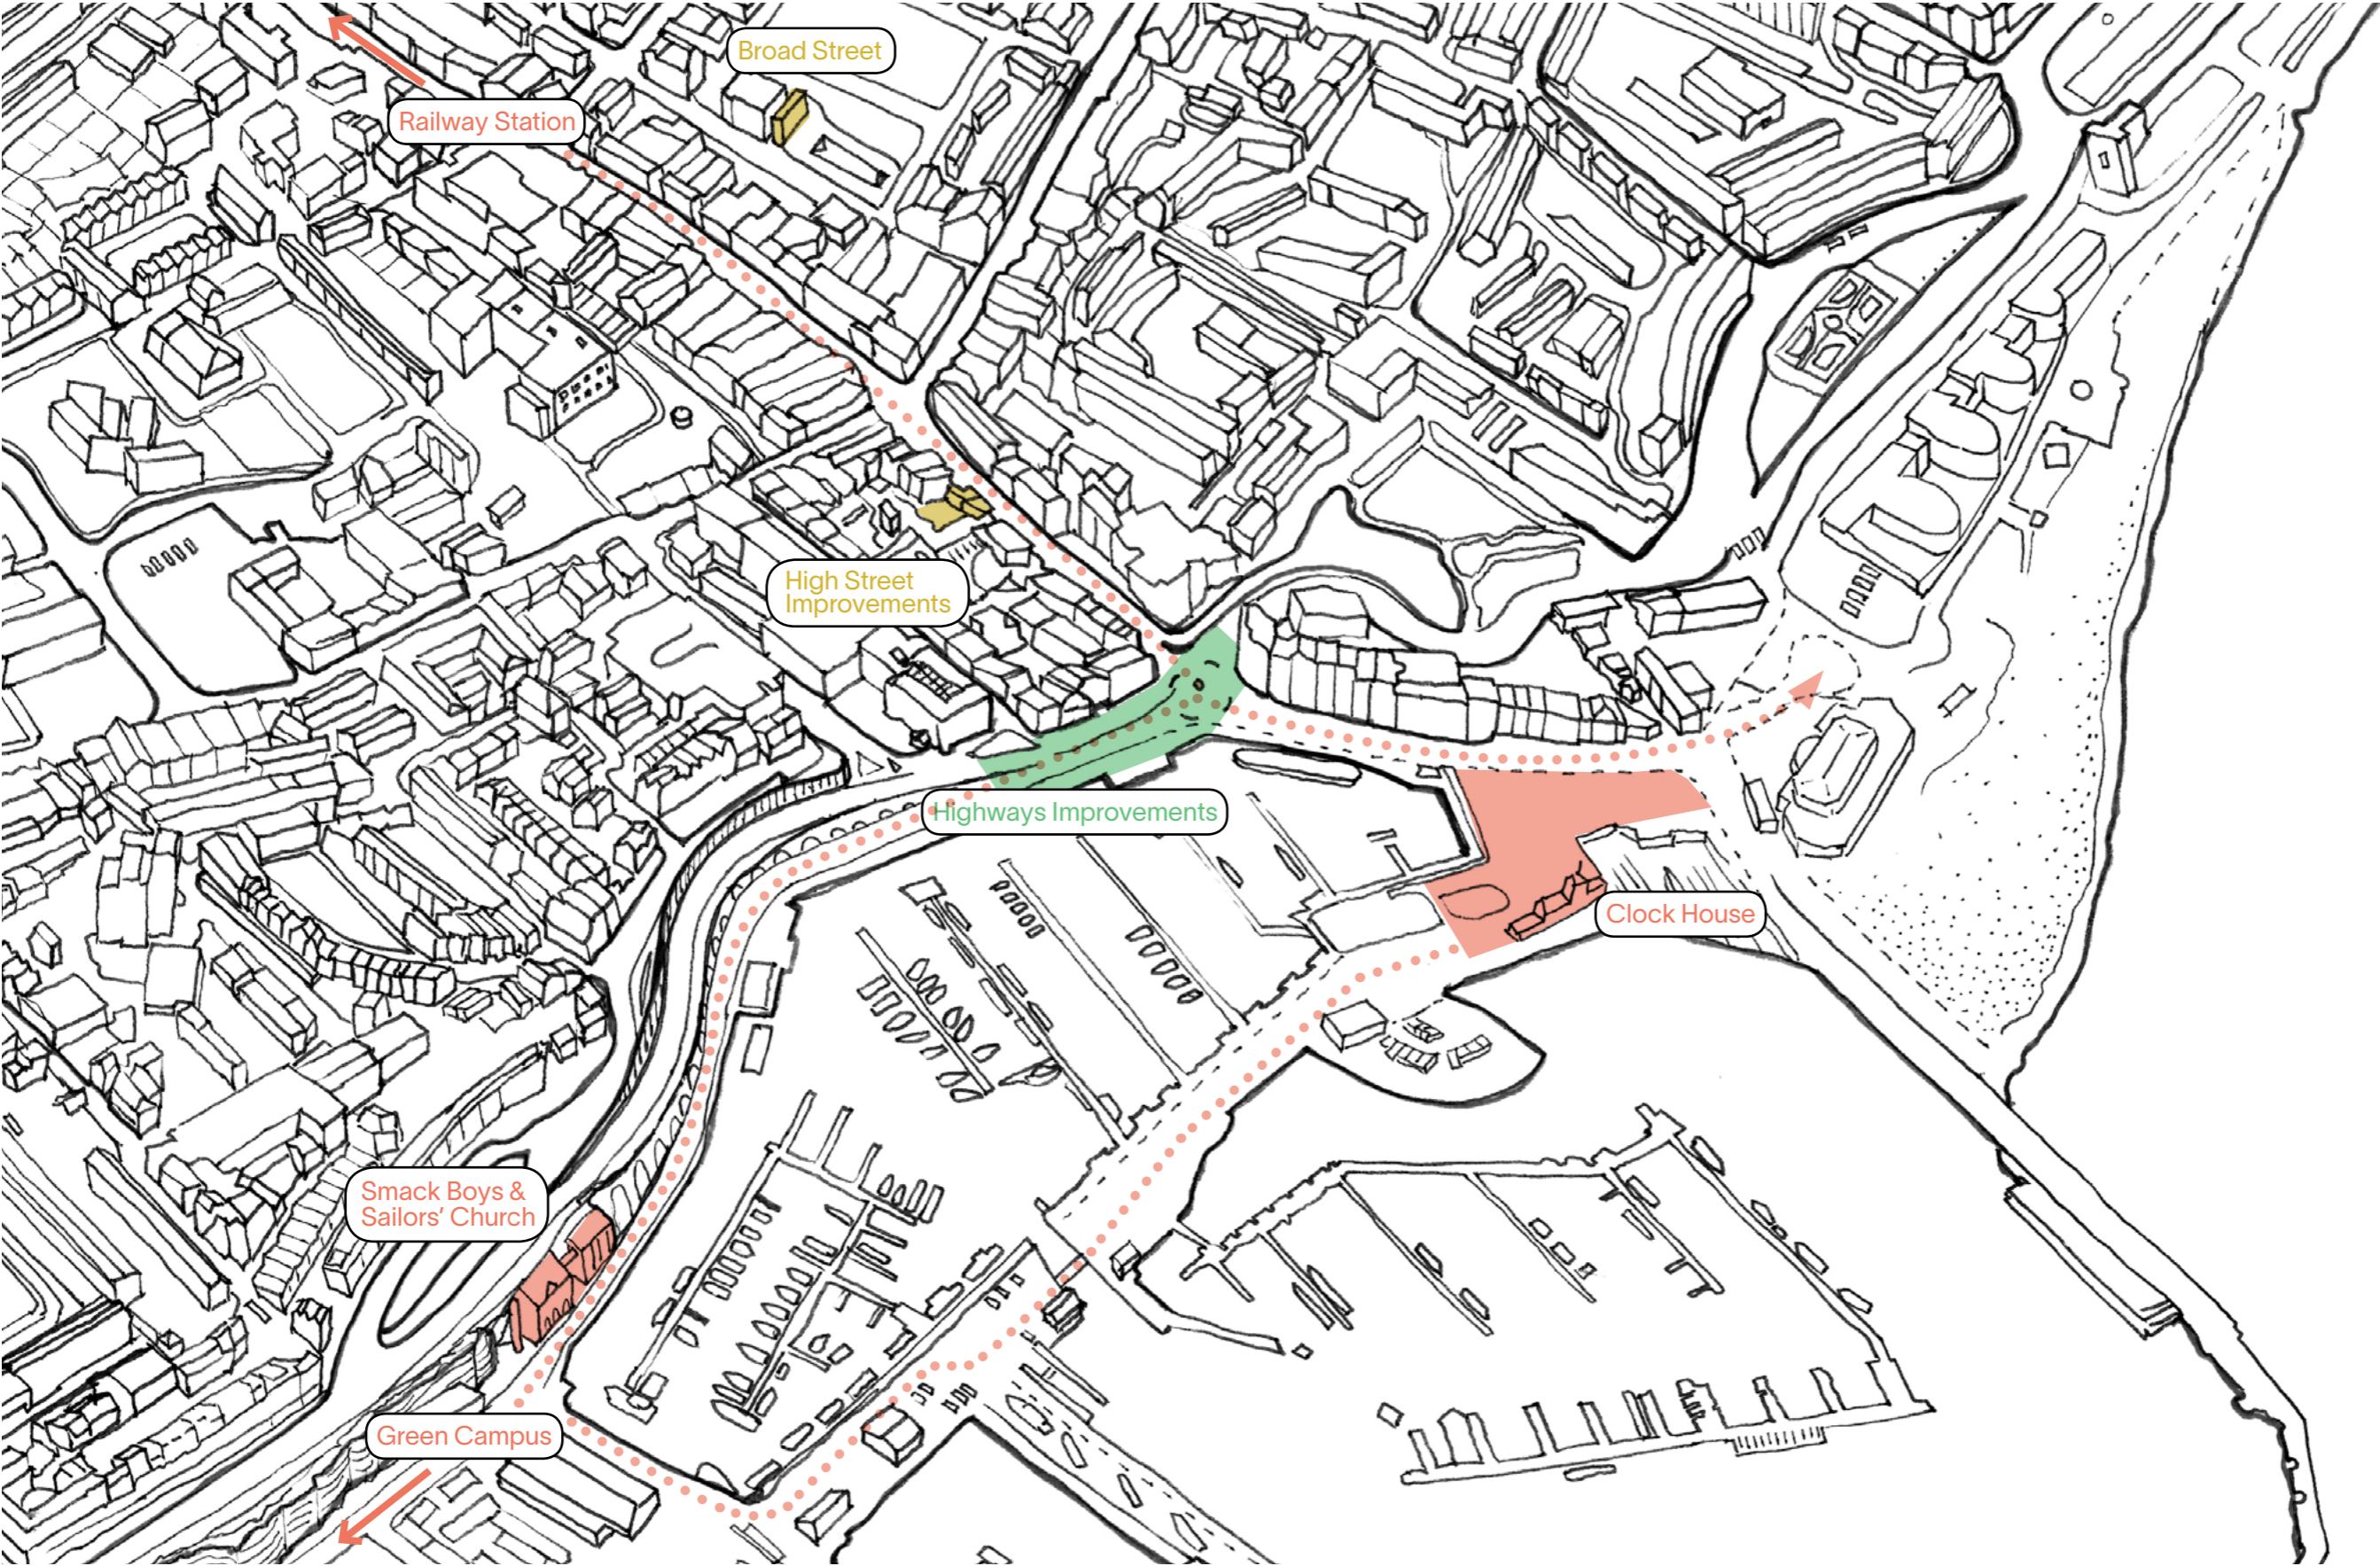 Broad Street
Railway Station
High Street
Improvements
Highways Improvements
Clock House
Smack Boys &
Sailors’ Church
Green Campus